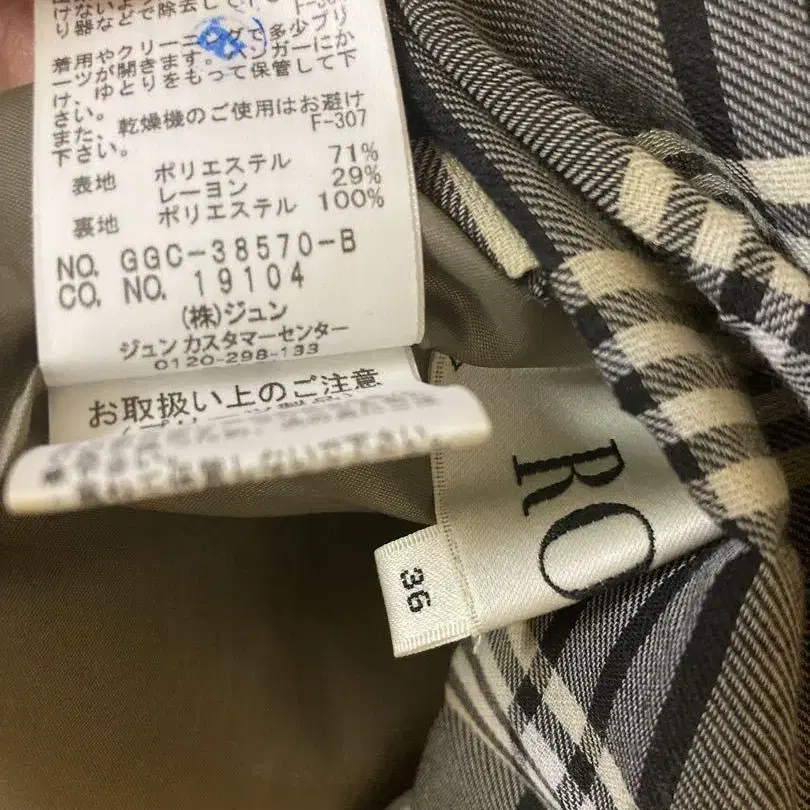 り器などで除去して下
F-30
着用やクリーニングで多少プリ
ーツが開きます。ハンガーにか
け、ゆとりをもって保管して下
さい。
また、乾燥機のご使用はお避け
下さい。
F-307
表地 ポリエステル 71%
レーヨン 29%
裏地 ポリエステル 100%
NO. GGC-38570-B
CO. NO. 19104
(株)ジュン
ジュン カスタマーセンター
0120-298-133
お取扱い上のご注意
RO
36